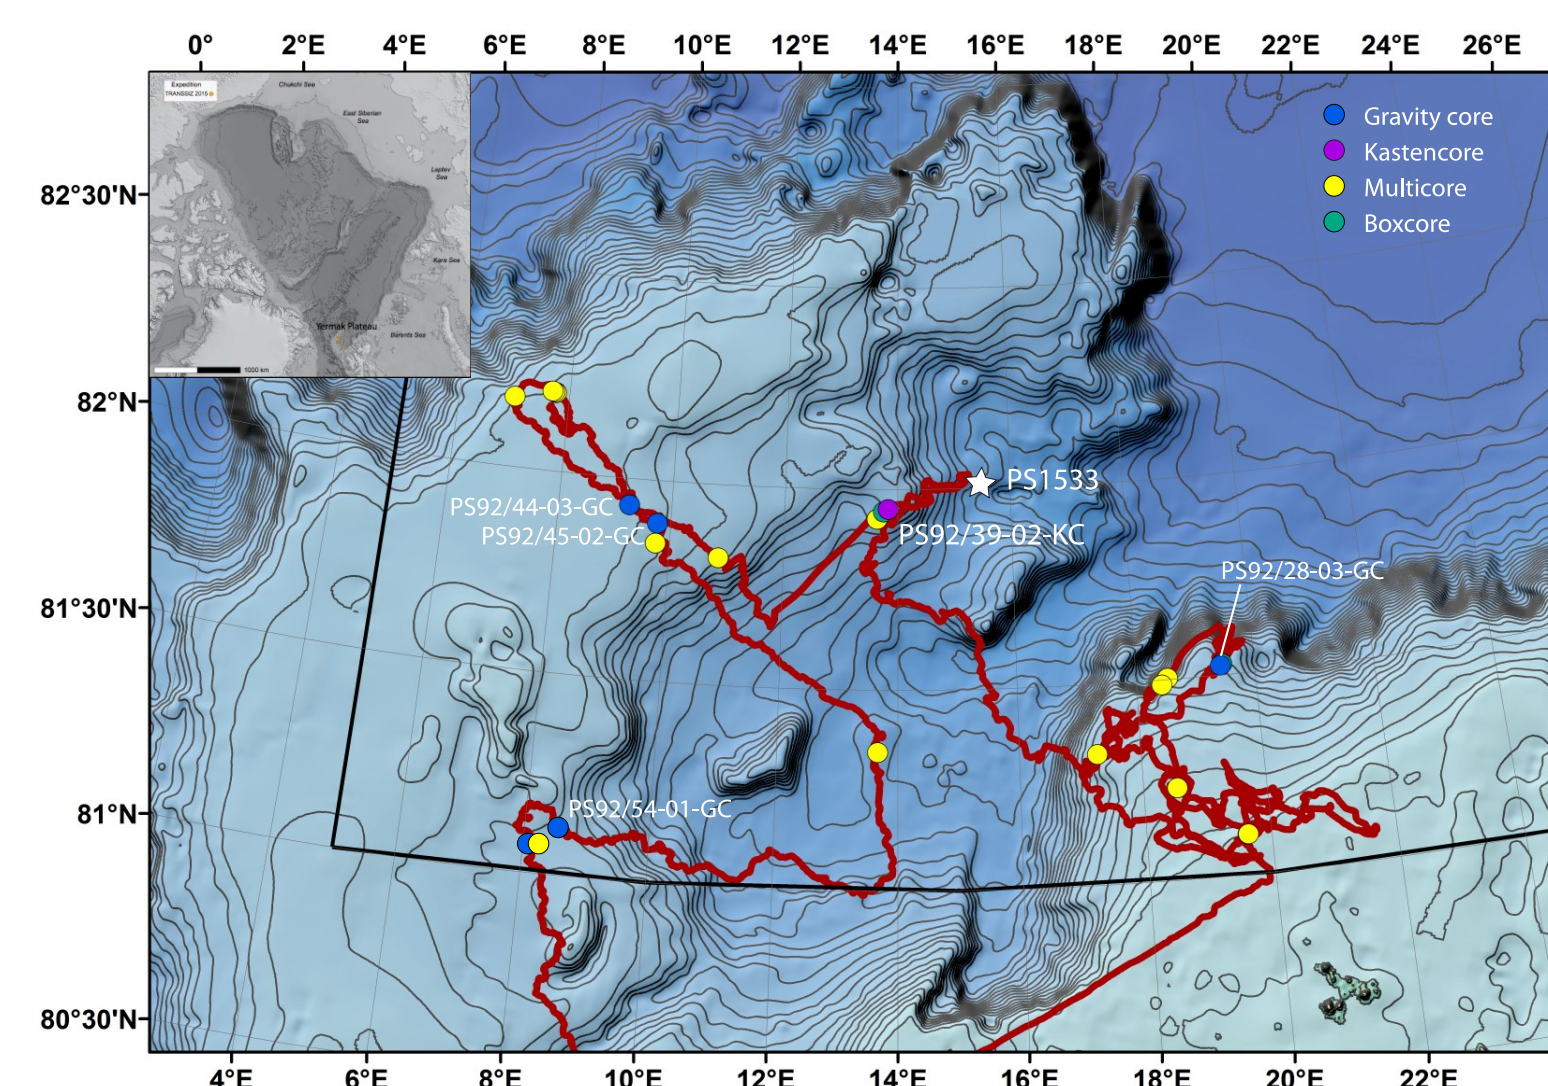 0° 2°E 4°E 6°E 8°E 10°E 12°E 14°E 16°E 18°E 20°E 22°E 24°E 26°E
Expedition
TRANSSIZ 2015
Chukchi Sea
East Siberian
Sea
Laptev
Sea
Kara Sea
Yermak Plateau
Barents Sea
1000 km
Gravity core
Kastencore
Multicore
Boxcore
82°30'N
82°N
PS1533
PS92/44-03-GC
PS92/45-02-GC
PS92/39-02-KC
PS92/28-03-GC
81°30'N
PS92/54-01-GC
81°N
80°30'N
4°E 6°E 8°E 10°E 12°E 14°E 16°E 18°E 20°E 22°E